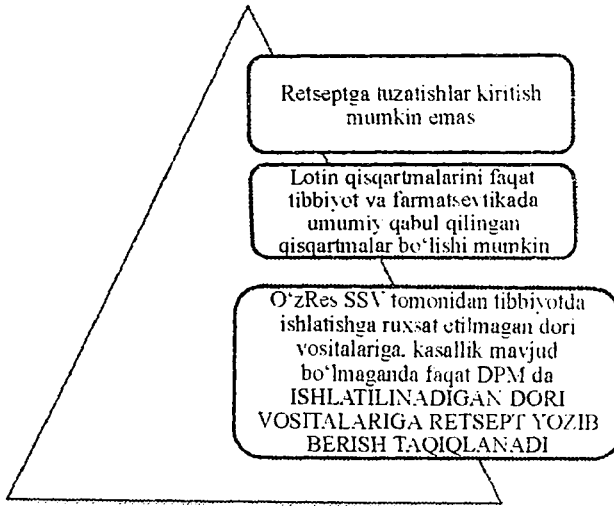 Retseptga tuzatishlar kiritish
mumkin emas
Lotin qisqartmalarini faqat
tibbiyot va farmatsevtikada
umumiy qabul qilingan
qisqartmalar bo‘lishi mumkin
O‘zRes SSV tomonidan tibbiyotda
ishlatishga ruxsat etilmagan dori
vositalariga. kasallik mavjud
bo‘lmaganda faqat DPM da
ISHLATILINADIGAN DORI
VOSITALARIGA RETSEPT YOZIB
BERISH TAQIQLANADI